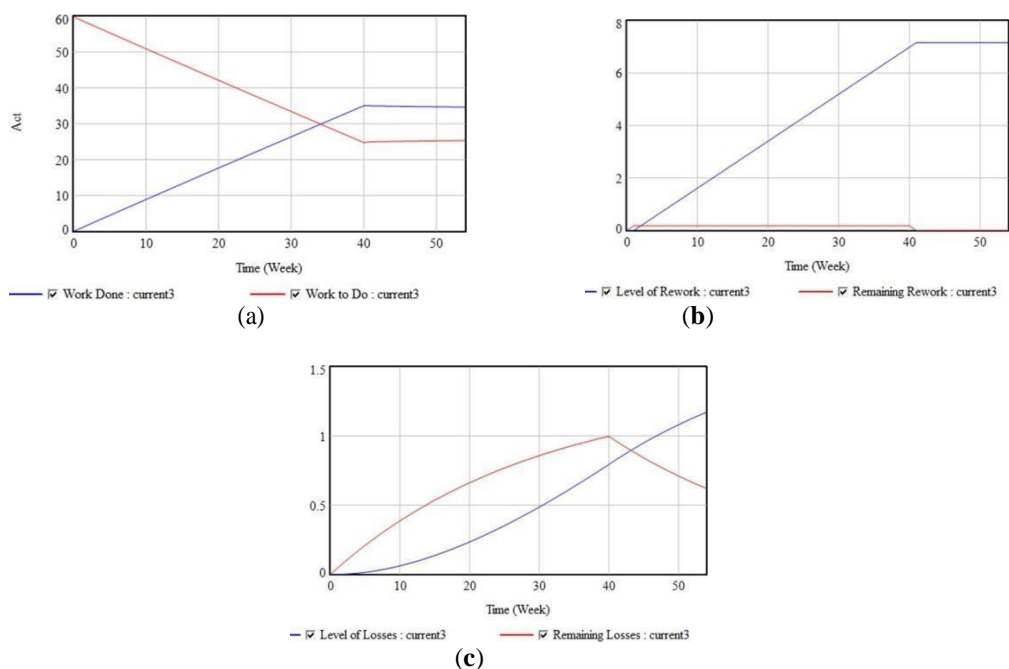 60
50
40
30
20
10
0
Act
0 10 20 30 40 50
Time (Week)
☑ Work Done : current3 ☑ Work to Do : current3
(a)
8
6
4
2
0
0 10 20 30 40 50
Time (Week)
☑ Level of Rework : current3 ☑ Remaining Rework : current3
(b)
1.5
1
0.5
0
0 10 20 30 40 50
Time (Week)
☑ Level of Losses : current3 ☑ Remaining Losses : current3
(c)